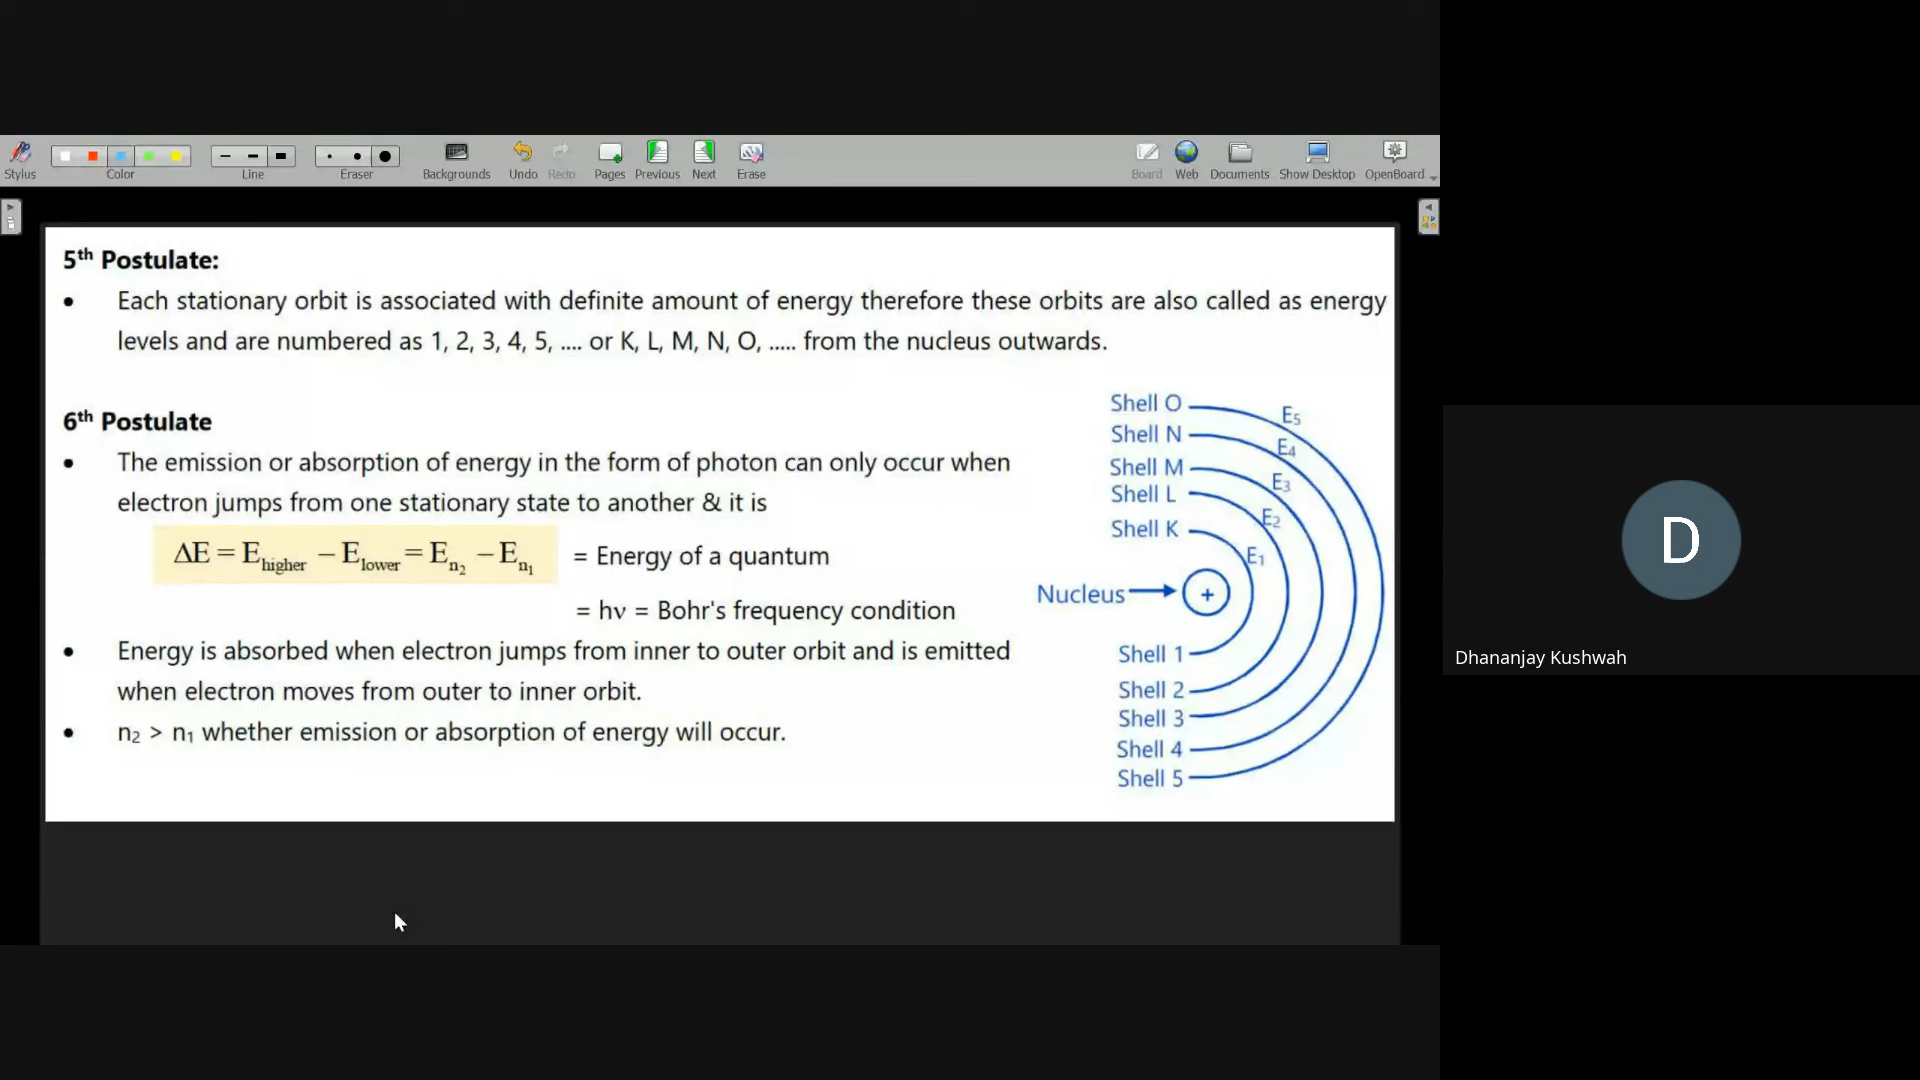 Stylus
Color
Line
Eraser
Backgrounds
Undo
Redo
Pages
Previous
Next
Erase
Board
Web
Documents
Show Desktop
OpenBoard
5th Postulate:
• Each stationary orbit is associated with definite amount of energy therefore these orbits are also called as energy
levels and are numbered as 1, 2, 3, 4, 5, .... or K, L, M, N, O, ..... from the nucleus outwards.
6th Postulate
• The emission or absorption of energy in the form of photon can only occur when
electron jumps from one stationary state to another & it is
ΔE = E_higher − E_lower = E_n₂ − E_n₁ = Energy of a quantum
= hν = Bohr's frequency condition
• Energy is absorbed when electron jumps from inner to outer orbit and is emitted
when electron moves from outer to inner orbit.
• n₂ > n₁ whether emission or absorption of energy will occur.
Shell O
E₅
Shell N
E₄
Shell M
E₃
Shell L
E₂
Shell K
E₁
Nucleus
+
Shell 1
Shell 2
Shell 3
Shell 4
Shell 5
D
Dhananjay Kushwah